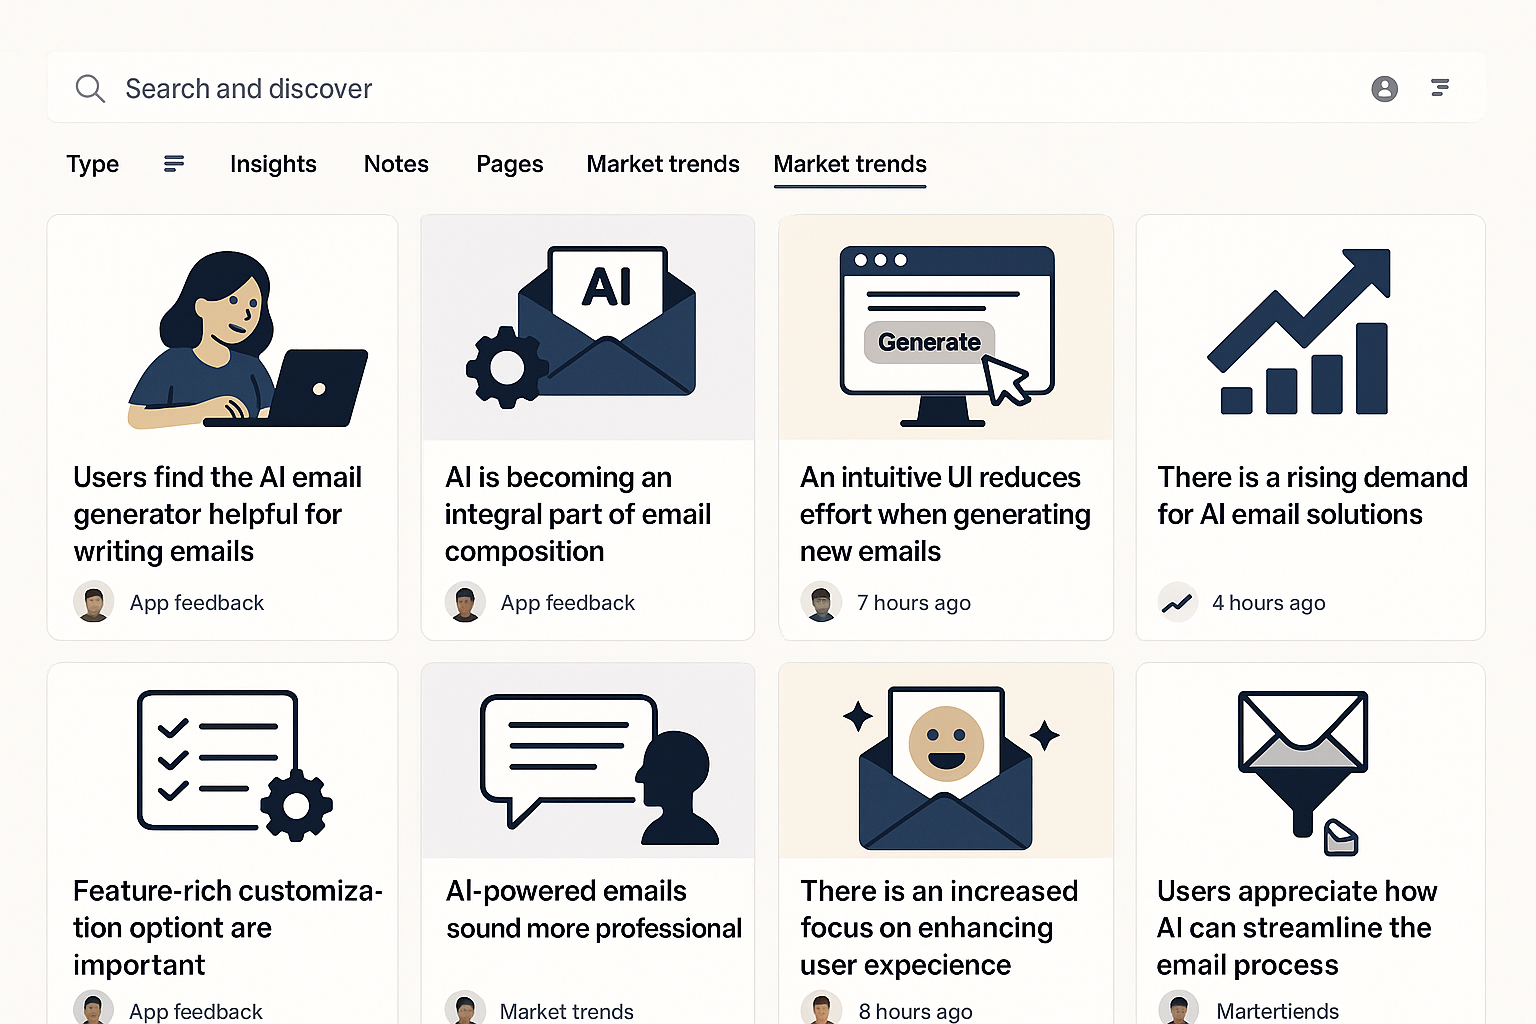 Search and discover
Type Insights Notes Pages Market trends Market trends
AI
Generate
Users find the AI email
generator helpful for
writing emails
App feedback
AI is becoming an
integral part of email
composition
App feedback
An intuitive UI reduces
effort when generating
new emails
7 hours ago
There is a rising demand
for AI email solutions
4 hours ago
Feature-rich customiza-
tion optiont are
important
App feedback
AI-powered emails
sound more professional
Market trends
There is an increased
focus on enhancing
user expecience
8 hours ago
Users appreciate how
AI can streamline the
email process
Martertiends